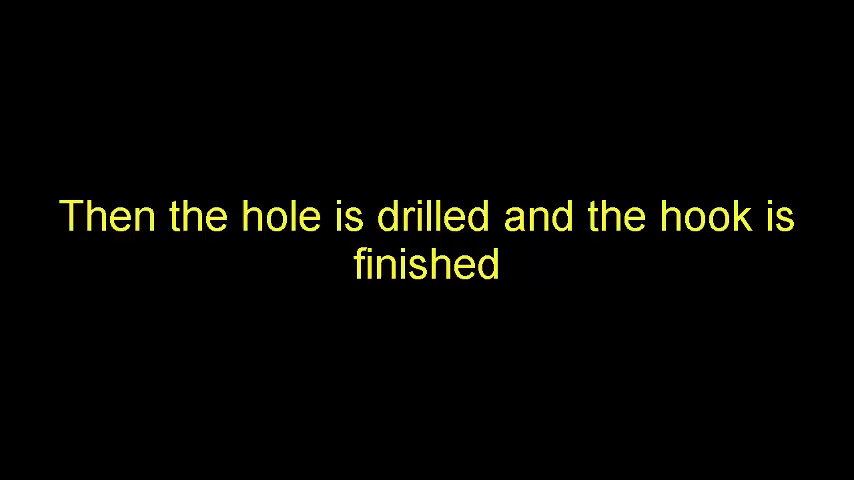 Then the hole is drilled and the hook is
finished